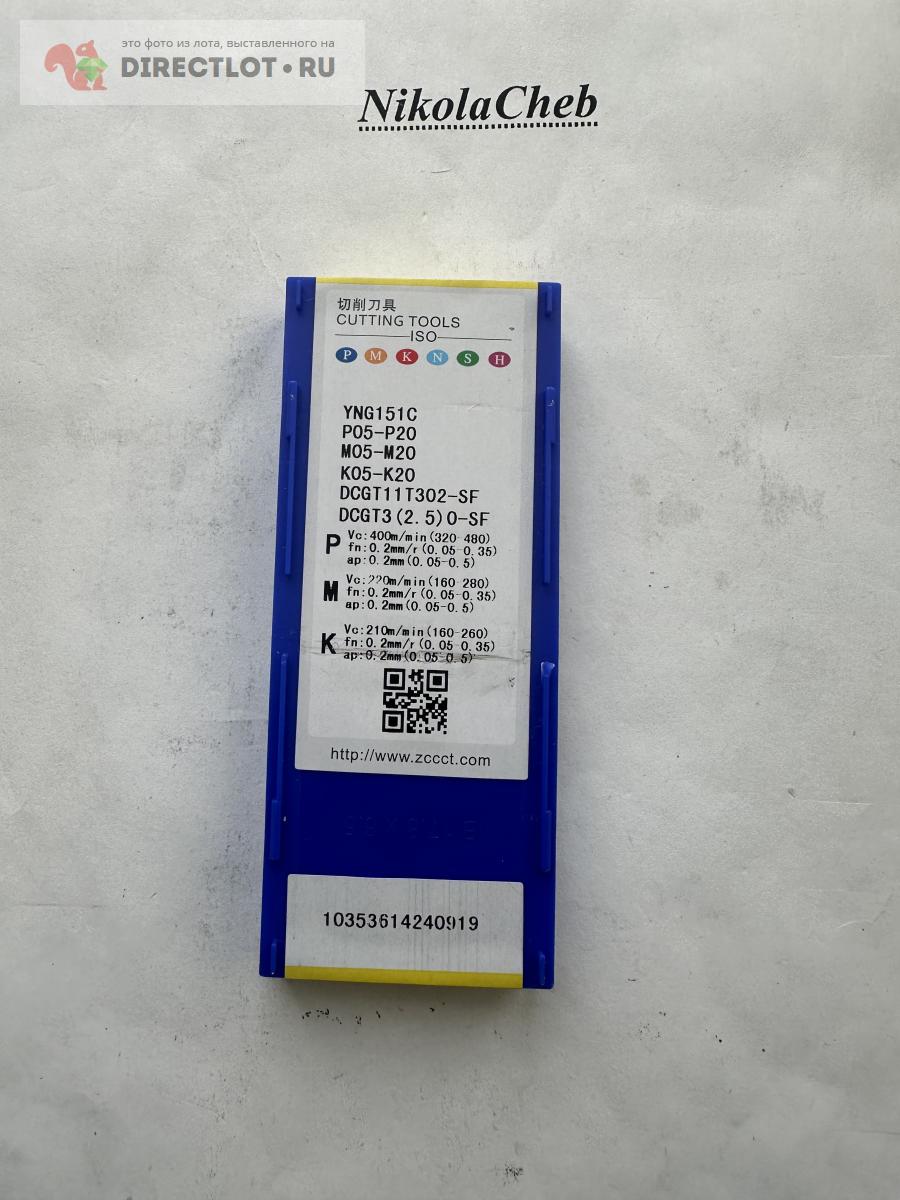 это фото из лота, выставленного на
DIRECTLOT•RU
NikolaCheb
切削刀具
CUTTING TOOLS
ISO
P M K N S H
YNG151C
P05-P20
M05-M20
K05-K20
DCGT11T302-SF
DCGT3(2.5)0-SF
P Vc:400m/min(320-480)
fn:0.2mm/r(0.05-0.35)
ap:0.2mm(0.05-0.5)
M Vc:220m/min(160-280)
fn:0.2mm/r(0.05-0.35)
ap:0.2mm(0.05-0.5)
K Vc:210m/min(160-260)
fn:0.2mm/r(0.05-0.35)
ap:0.2mm(0.05-0.5)
http://www.zccct.com
10353614240919